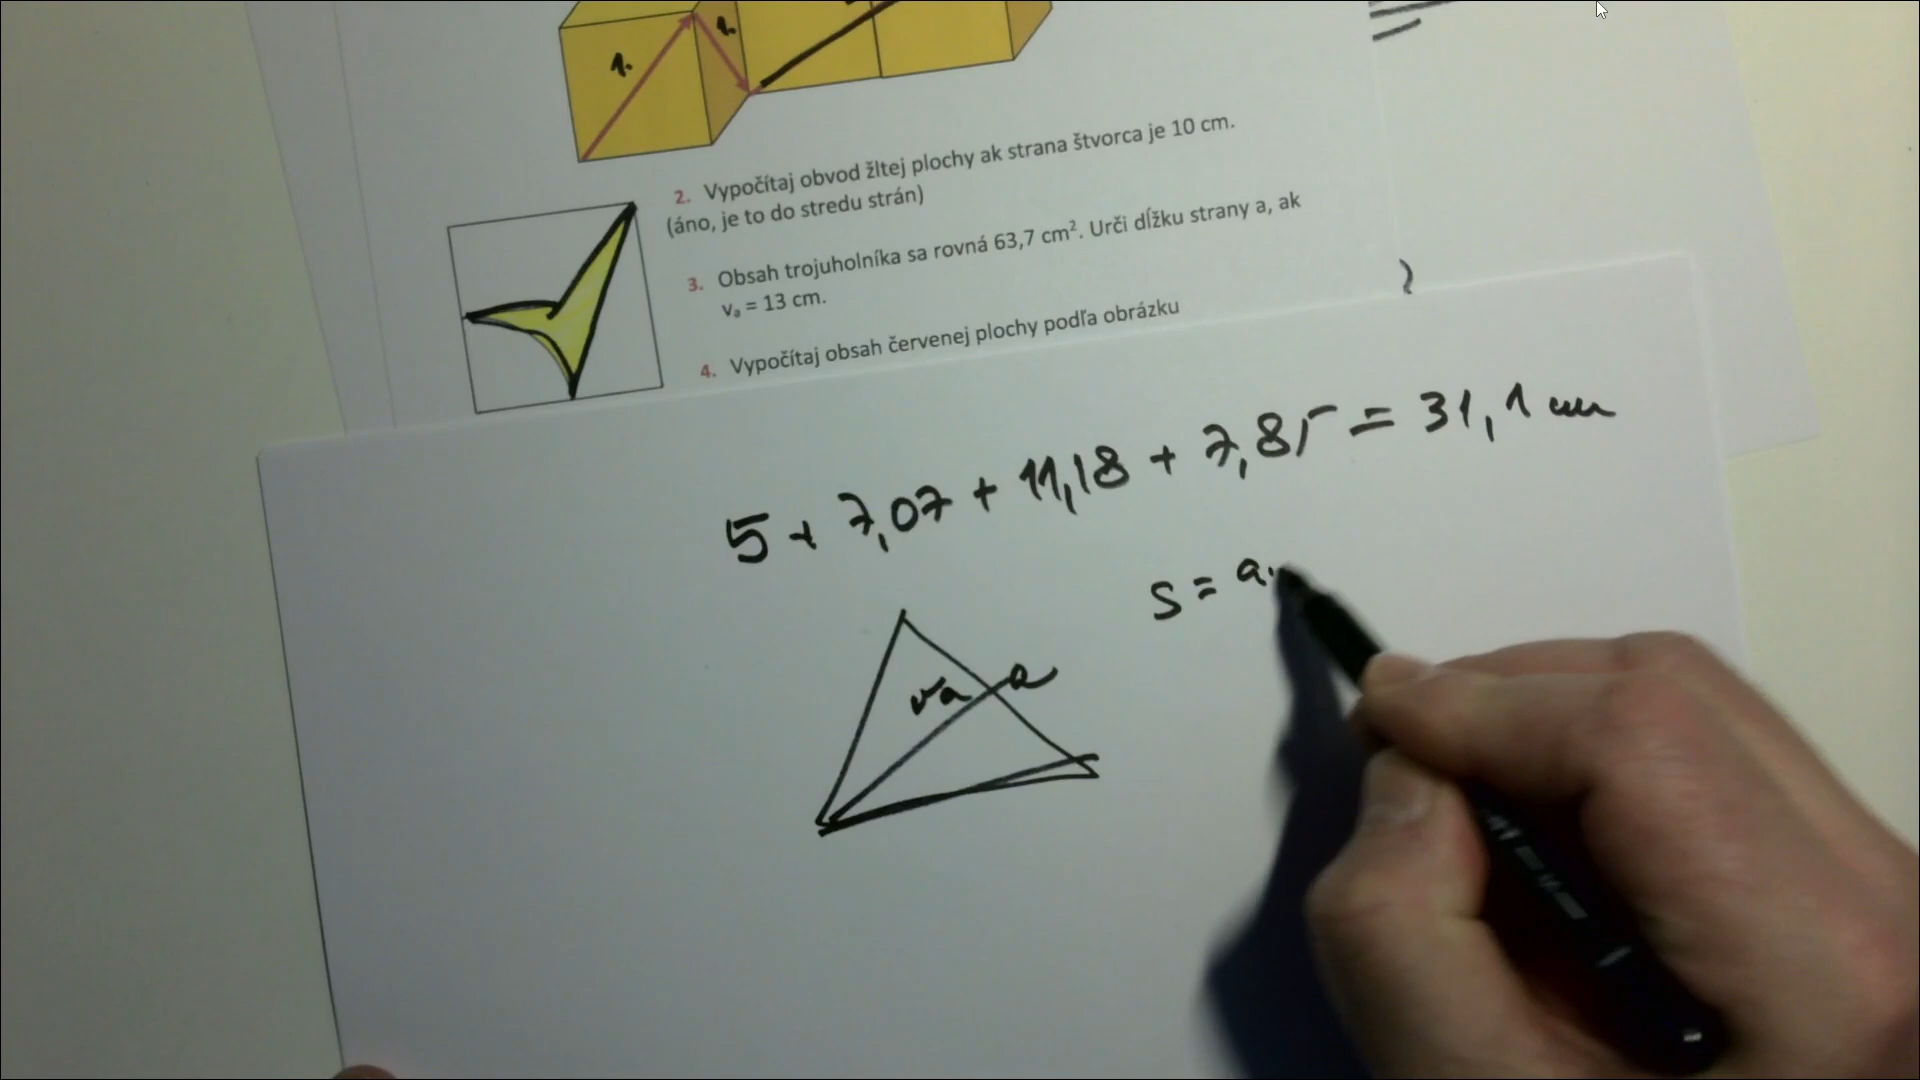 1.
2.
2. Vypočítaj obvod žltej plochy ak strana štvorca je 10 cm.
(áno, je to do stredu strán)
3. Obsah trojuholníka sa rovná 63,7 cm². Urči dĺžku strany a, ak
vₐ = 13 cm.
4. Vypočítaj obsah červenej plochy podľa obrázku
5 + 7,07 + 11,18 + 7,85 = 31,1 cm
S = a.
va
a